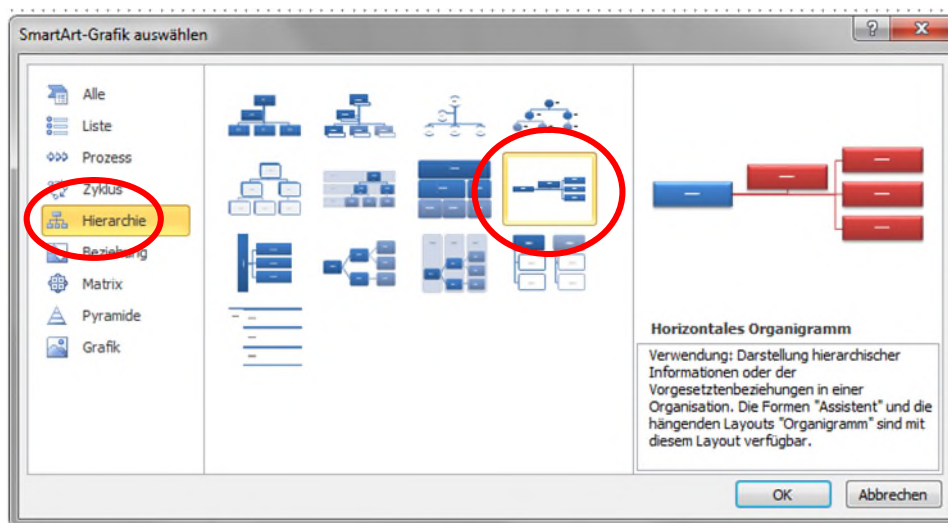 SmartArt-Grafik auswählen
Alle
Liste
Prozess
Zyklus
Hierarchie
Beziehung
Matrix
Pyramide
Grafik
Horizontales Organigramm
Verwendung: Darstellung hierarchischer
Informationen oder der
Vorgesetztenbeziehungen in einer
Organisation. Die Formen "Assistent" und die
hängenden Layouts "Organigramm" sind mit
diesem Layout verfügbar.
OK
Abbrechen